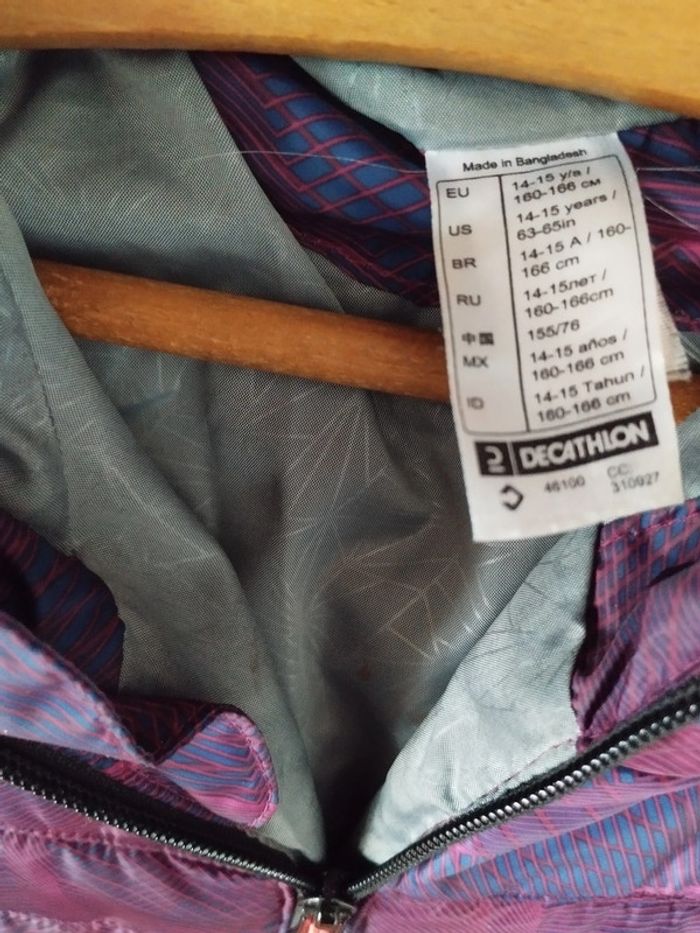 Made in Bangladesh
EU 14-15 y/a /
160-166 см
US 14-15 years /
63-65in
BR 14-15 A / 160-
166 cm
RU 14-15лет /
160-166cm
中国 155/76
MX 14-15 años /
160-166 cm
ID 14-15 Tahun /
160-166 cm
DECATHLON
46100 CC:
310927